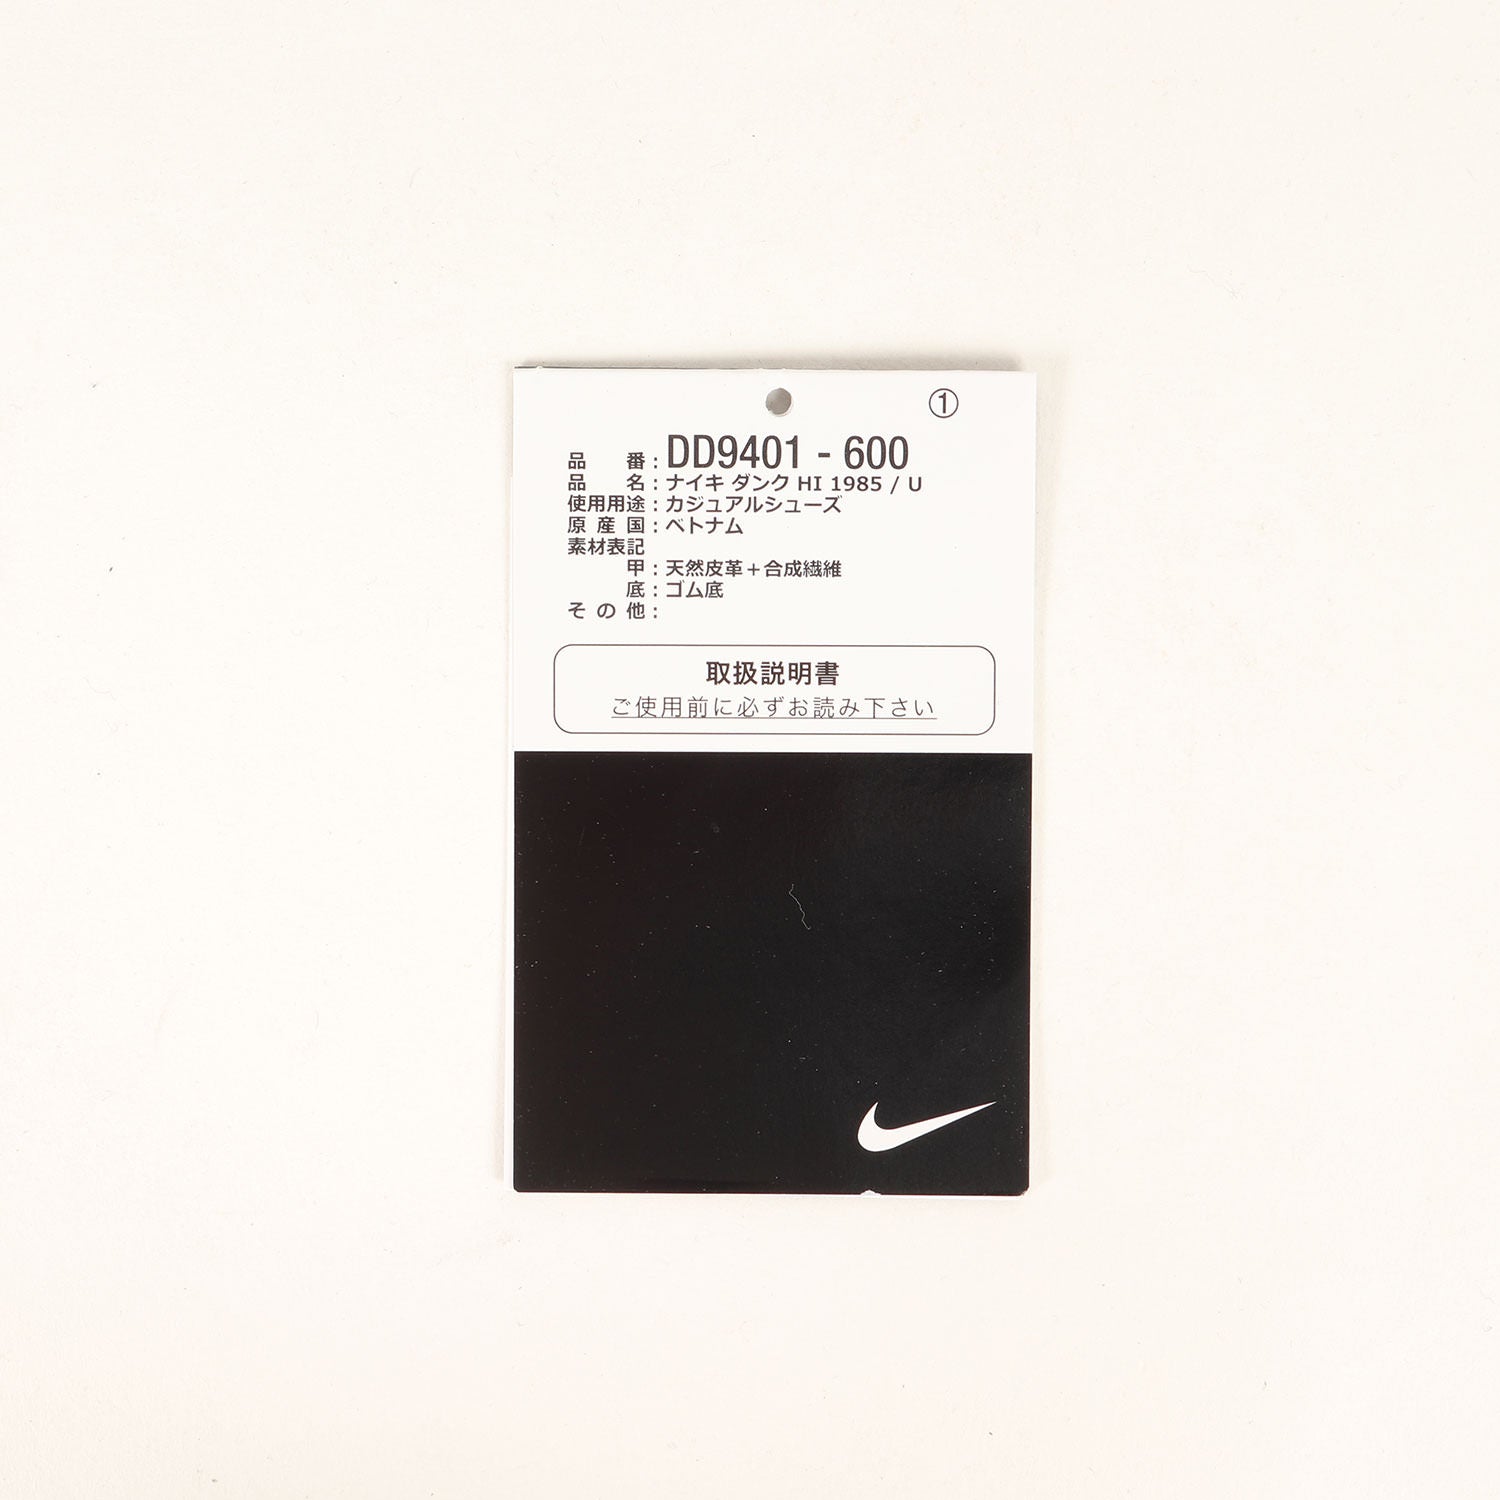 ①
品番：DD9401 - 600
品名：ナイキ ダンク HI 1985 / U
使用用途：カジュアルシューズ
原産国：ベトナム
素材表記
甲：天然皮革＋合成繊維
底：ゴム底
その他：
取扱説明書
ご使用前に必ずお読み下さい